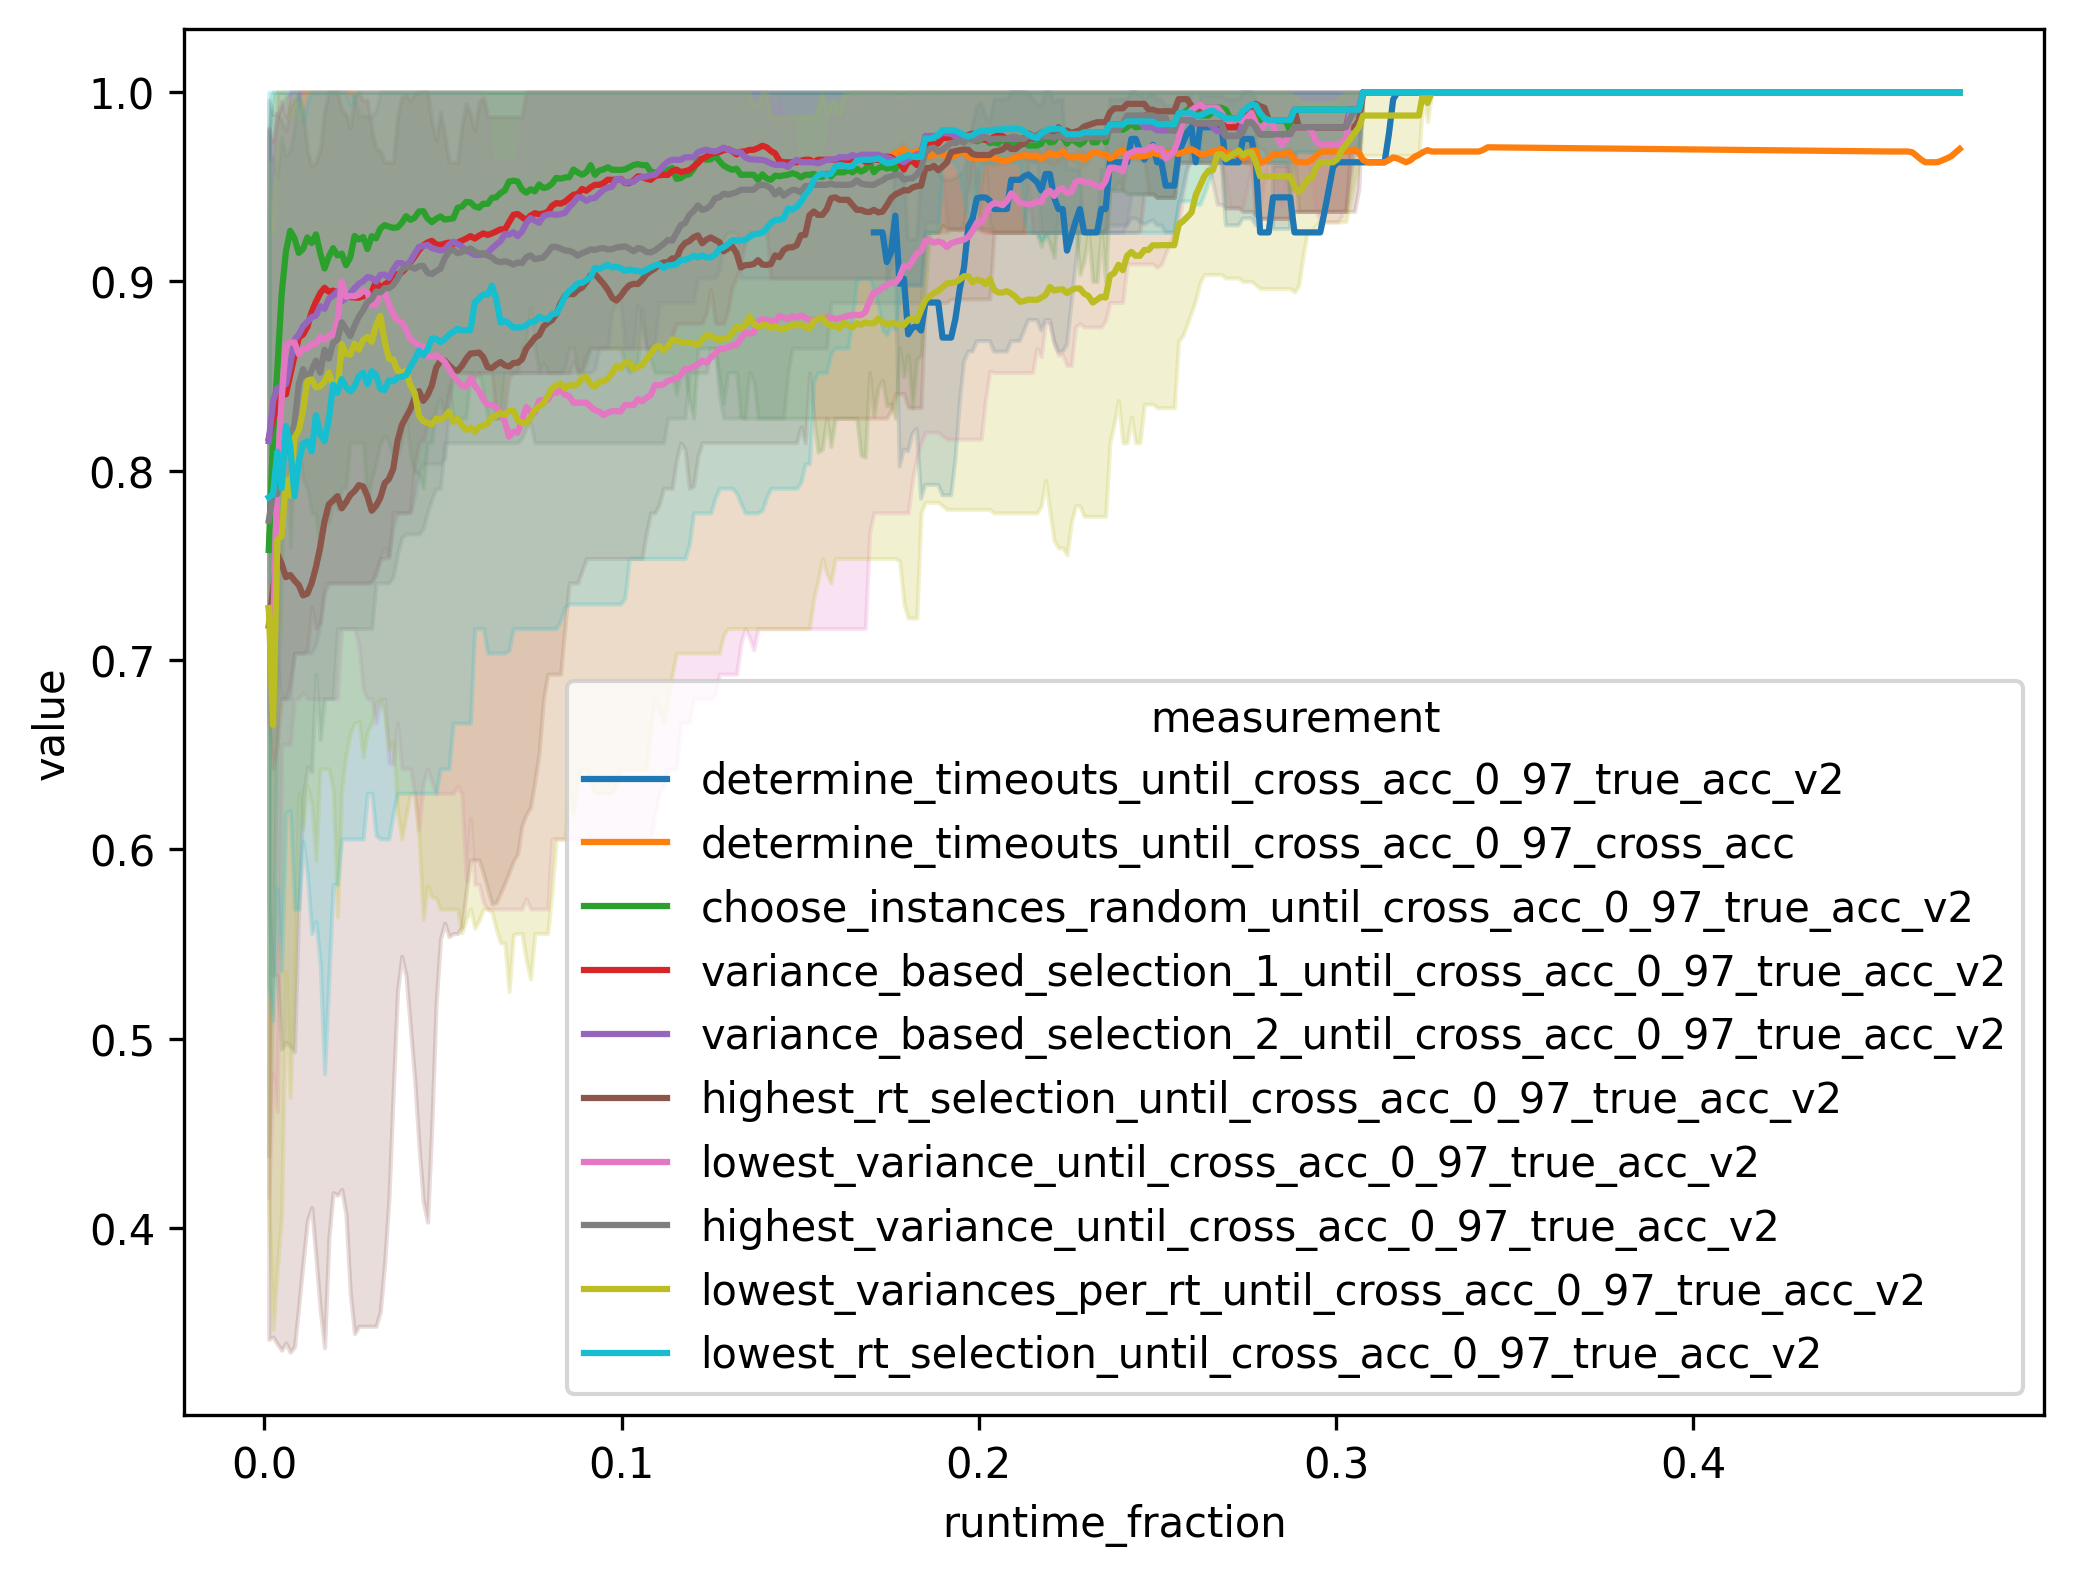 1.0
0.9
0.8
0.7
0.6
0.5
0.4
value
measurement
determine_timeouts_until_cross_acc_0_97_true_acc_v2
determine_timeouts_until_cross_acc_0_97_cross_acc
choose_instances_random_until_cross_acc_0_97_true_acc_v2
variance_based_selection_1_until_cross_acc_0_97_true_acc_v2
variance_based_selection_2_until_cross_acc_0_97_true_acc_v2
highest_rt_selection_until_cross_acc_0_97_true_acc_v2
lowest_variance_until_cross_acc_0_97_true_acc_v2
highest_variance_until_cross_acc_0_97_true_acc_v2
lowest_variances_per_rt_until_cross_acc_0_97_true_acc_v2
lowest_rt_selection_until_cross_acc_0_97_true_acc_v2
0.0 0.1 0.2 0.3 0.4
runtime_fraction